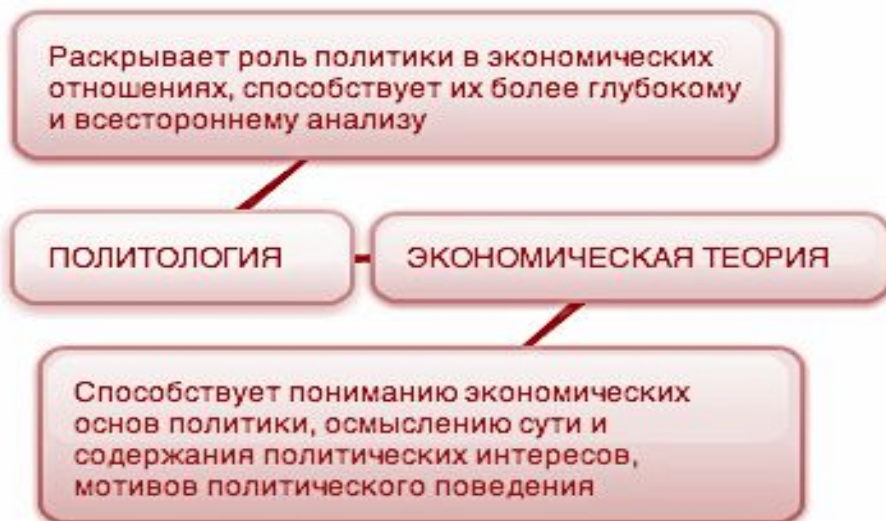 Раскрывает роль политики в экономических
отношениях, способствует их более глубокому
и всестороннему анализу
ПОЛИТОЛОГИЯ
ЭКОНОМИЧЕСКАЯ ТЕОРИЯ
Способствует пониманию экономических
основ политики, осмыслению сути и
содержания политических интересов,
мотивов политического поведения